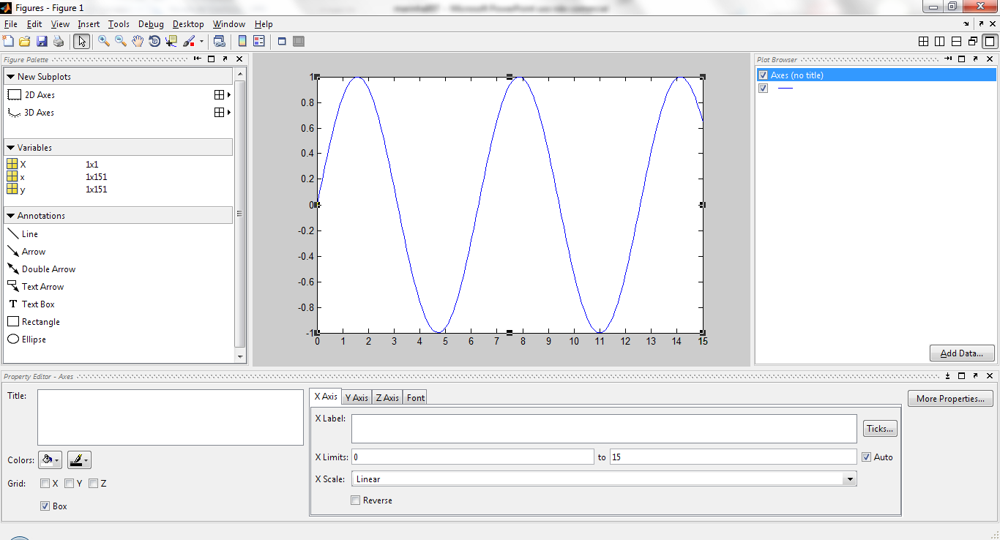 Figures - Figure 1
File Edit View Insert Tools Debug Desktop Window Help
Figure Palette
New Subplots
2D Axes
3D Axes
Variables
X 1x1
x 1x151
y 1x151
Annotations
Line
Arrow
Double Arrow
Text Arrow
T Text Box
Rectangle
Ellipse
1
0.8
0.6
0.4
0.2
0
-0.2
-0.4
-0.6
-0.8
-1
0 1 2 3 4 5 6 7 8 9 10 11 12 13 14 15
Plot Browser
Axes (no title)
Add Data...
Property Editor - Axes
Title:
Colors:
Grid: X Y Z
Box
X Axis Y Axis Z Axis Font
X Label:
Ticks...
X Limits: 0 to 15 Auto
X Scale: Linear
Reverse
More Properties...